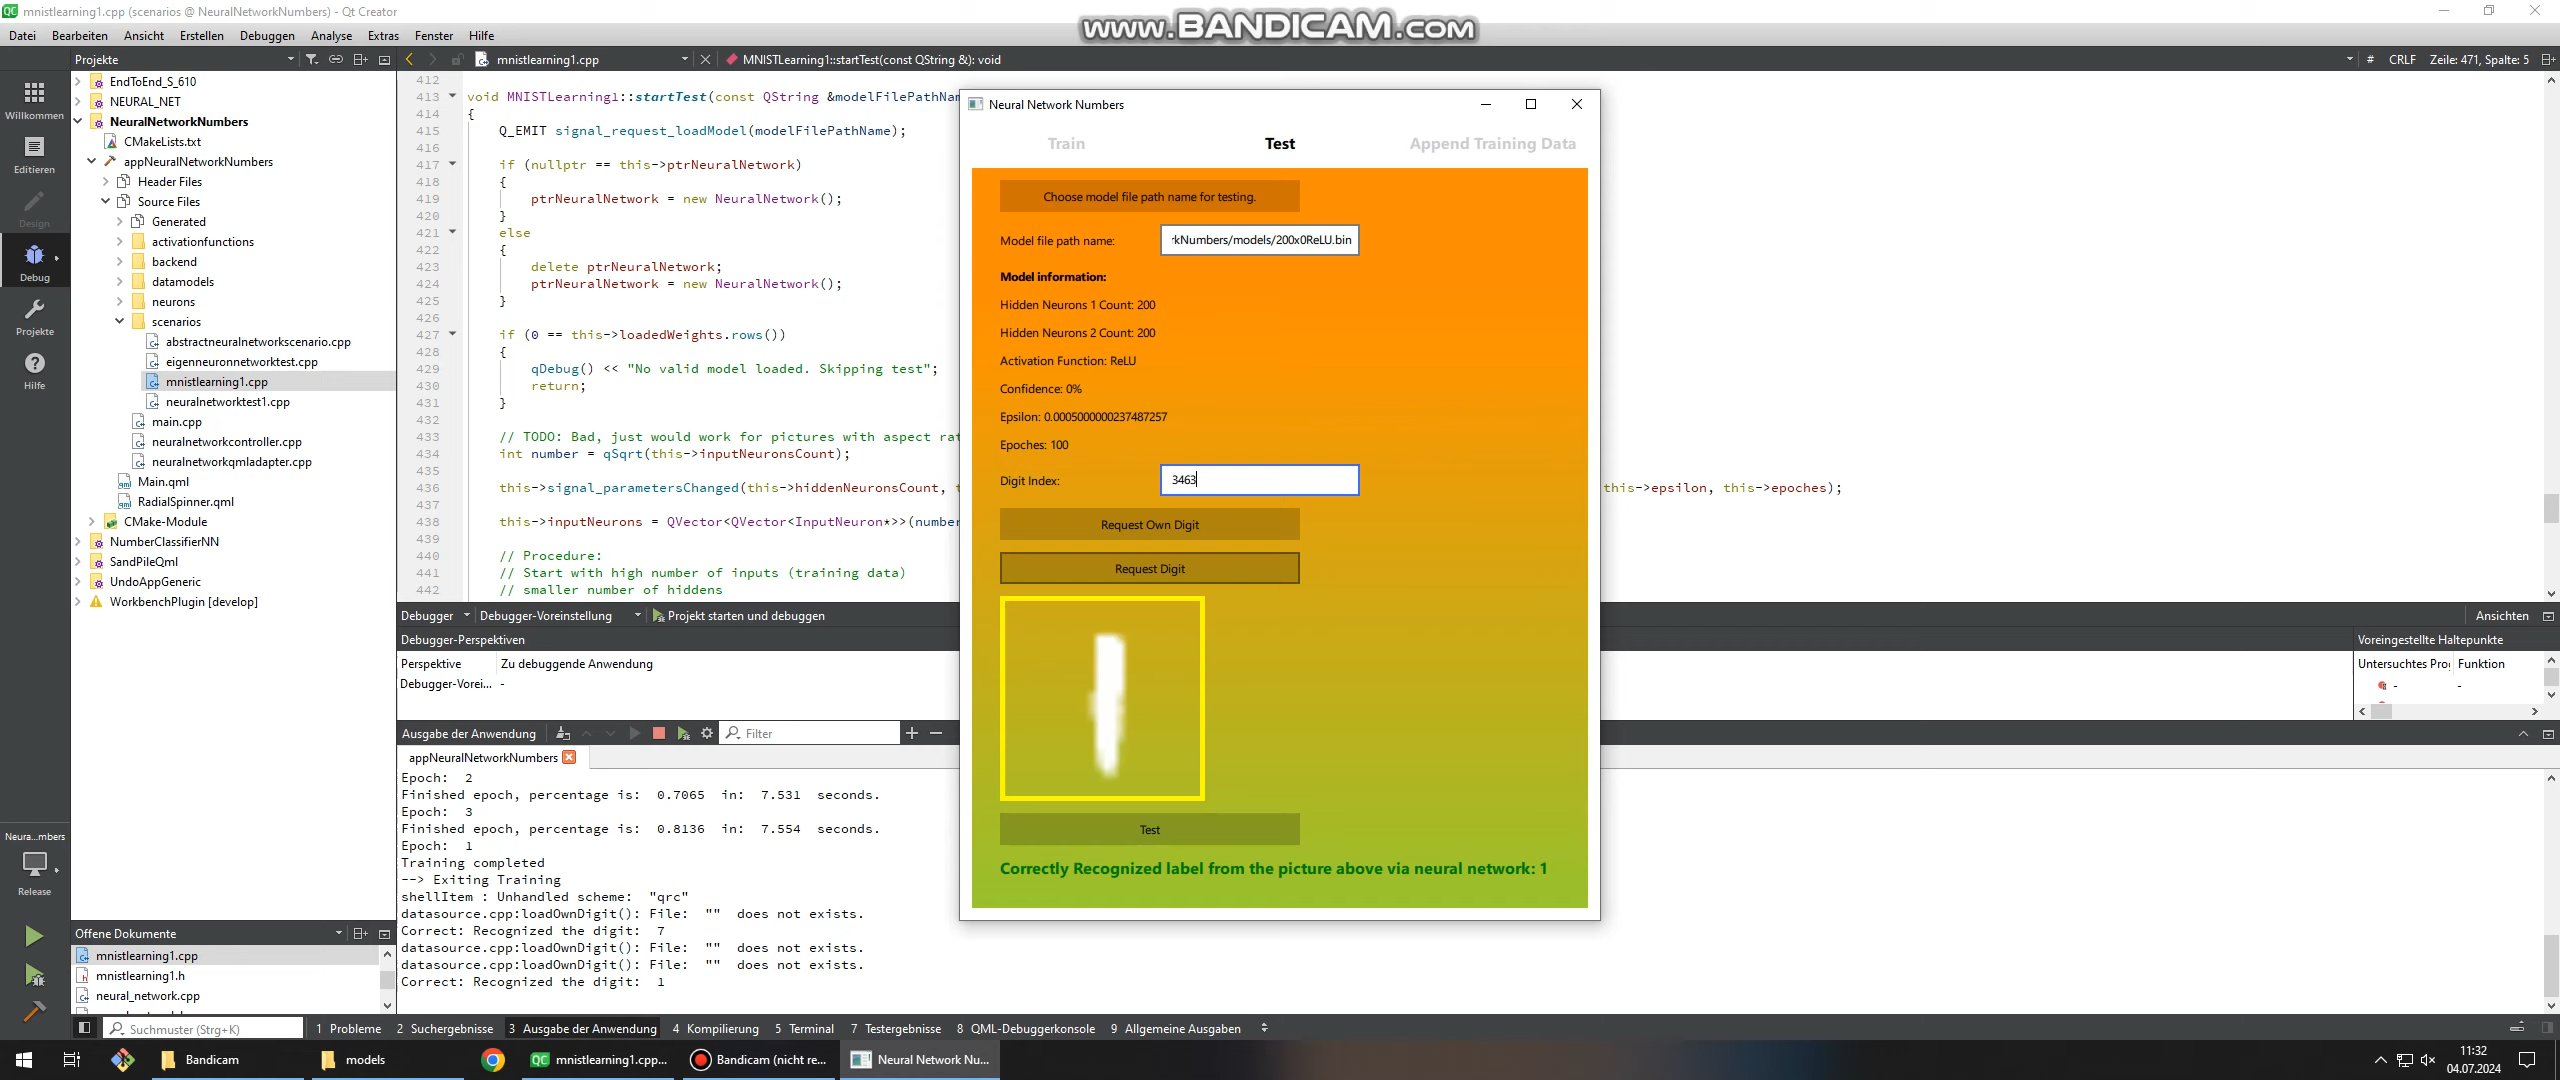 mnistlearning1.cpp (scenarios @ NeuralNetworkNumbers) - Qt Creator
www.BANDICAM.com
Datei Bearbeiten Ansicht Erstellen Debuggen Analyse Extras Fenster Hilfe
Projekte
mnistlearning1.cpp
MNISTLearning1::startTest(const QString &): void
# CRLF Zeile: 471, Spalte: 5
Willkommen
Editieren
Design
Debug
Projekte
Hilfe
Neura...mbers
Release
EndToEnd_S_610
NEURAL_NET
NeuralNetworkNumbers
CMakeLists.txt
appNeuralNetworkNumbers
Header Files
Source Files
Generated
activationfunctions
backend
datamodels
neurons
scenarios
abstractneuralnetworkscenario.cpp
eigenneuronnetworktest.cpp
mnistlearning1.cpp
neuralnetworktest1.cpp
main.cpp
neuralnetworkcontroller.cpp
neuralnetworkqmladapter.cpp
Main.qml
RadialSpinner.qml
CMake-Module
NumberClassifierNN
SandPileQml
UndoAppGeneric
WorkbenchPlugin [develop]
Offene Dokumente
mnistlearning1.cpp
mnistlearning1.h
neural_network.cpp
412
413 void MNISTLearning1::startTest(const QString &modelFilePathNam
414 {
415 Q_EMIT signal_request_loadModel(modelFilePathName);
416
417 if (nullptr == this->ptrNeuralNetwork)
418 {
419 ptrNeuralNetwork = new NeuralNetwork();
420 }
421 else
422 {
423 delete ptrNeuralNetwork;
424 ptrNeuralNetwork = new NeuralNetwork();
425 }
426
427 if (0 == this->loadedWeights.rows())
428 {
429 qDebug() << "No valid model loaded. Skipping test";
430 return;
431 }
432
433 // TODO: Bad, just would work for pictures with aspect rat
434 int number = qSqrt(this->inputNeuronsCount);
435
436 this->signal_parametersChanged(this->hiddenNeuronsCount, t
this->epsilon, this->epoches);
437
438 this->inputNeurons = QVector<QVector<InputNeuron*>>(number
439
440 // Procedure:
441 // Start with high number of inputs (training data)
442 // smaller number of hiddens
Neural Network Numbers
Train Test Append Training Data
Choose model file path name for testing.
Model file path name: rkNumbers/models/200x0ReLU.bin
Model information:
Hidden Neurons 1 Count: 200
Hidden Neurons 2 Count: 200
Activation Function: ReLU
Confidence: 0%
Epsilon: 0.0005000000237487257
Epoches: 100
Digit Index: 3463
Request Own Digit
Request Digit
1
Test
Correctly Recognized label from the picture above via neural network: 1
Debugger Debugger-Voreinstellung Projekt starten und debuggen
Ansichten
Debugger-Perspektiven
Perspektive Zu debuggende Anwendung
Debugger-Vorei... -
Voreingestellte Haltepunkte
Untersuchtes Proj Funktion
- -
Ausgabe der Anwendung Filter
appNeuralNetworkNumbers
Epoch: 2
Finished epoch, percentage is: 0.7065 in: 7.531 seconds.
Epoch: 3
Finished epoch, percentage is: 0.8136 in: 7.554 seconds.
Epoch: 1
Training completed
--> Exiting Training
shellItem : Unhandled scheme: "qrc"
datasource.cpp:loadOwnDigit(): File: "" does not exists.
Correct: Recognized the digit: 7
datasource.cpp:loadOwnDigit(): File: "" does not exists.
datasource.cpp:loadOwnDigit(): File: "" does not exists.
Correct: Recognized the digit: 1
Suchmuster (Strg+K)
1 Probleme 2 Suchergebnisse 3 Ausgabe der Anwendung 4 Kompilierung 5 Terminal 7 Testergebnisse 8 QML-Debuggerkonsole 9 Allgemeine Ausgaben
Bandicam models mnistlearning1.cpp... Bandicam (nicht re... Neural Network Nu...
11:32
04.07.2024